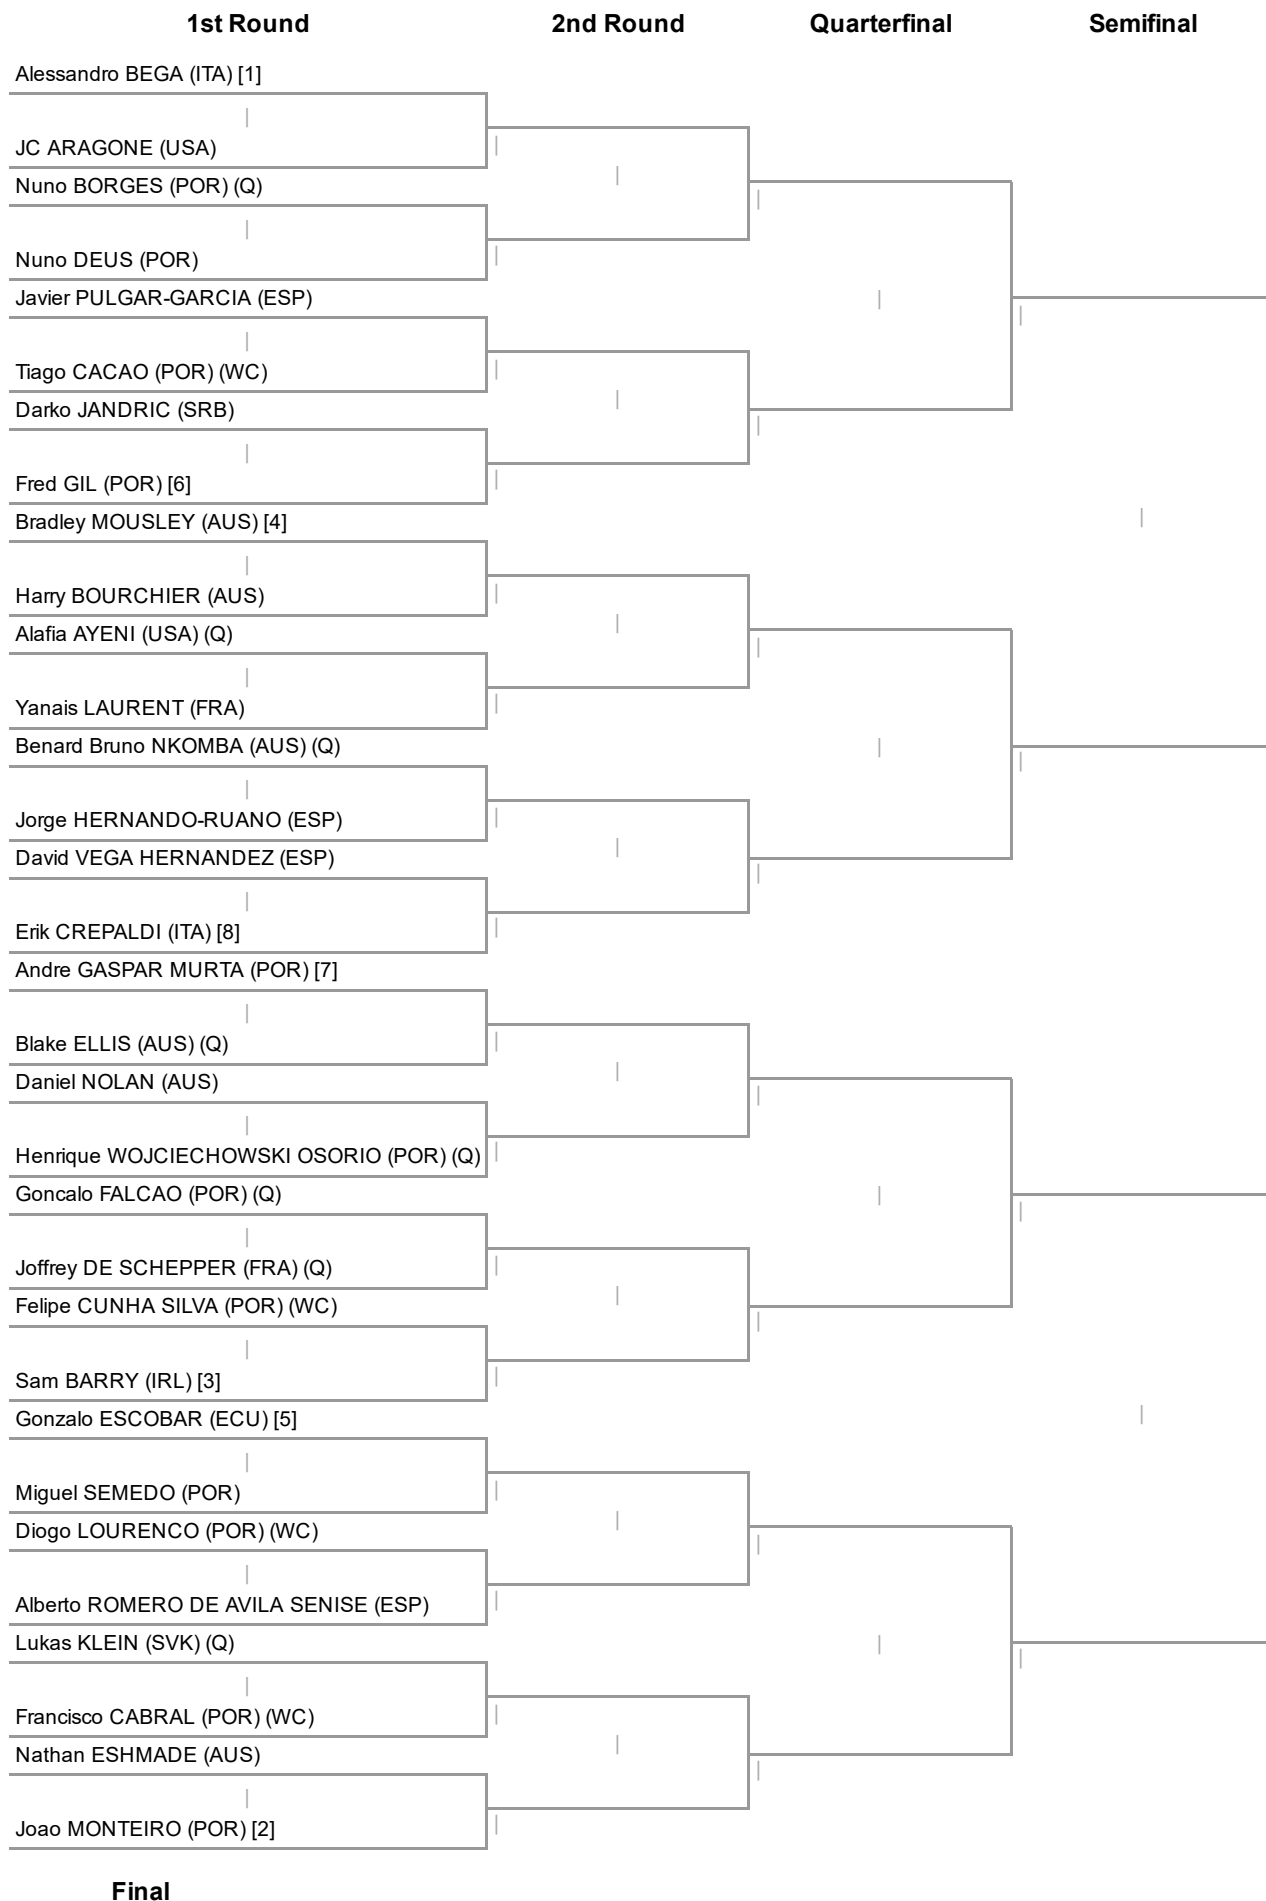 1st Round 2nd Round Quarterfinal Semifinal
Alessandro BEGA (ITA) [1]
JC ARAGONE (USA)
Nuno BORGES (POR) (Q)
Nuno DEUS (POR)
Javier PULGAR-GARCIA (ESP)
Tiago CACAO (POR) (WC)
Darko JANDRIC (SRB)
Fred GIL (POR) [6]
Bradley MOUSLEY (AUS) [4]
Harry BOURCHIER (AUS)
Alafia AYENI (USA) (Q)
Yanais LAURENT (FRA)
Benard Bruno NKOMBA (AUS) (Q)
Jorge HERNANDO-RUANO (ESP)
David VEGA HERNANDEZ (ESP)
Erik CREPALDI (ITA) [8]
Andre GASPAR MURTA (POR) [7]
Blake ELLIS (AUS) (Q)
Daniel NOLAN (AUS)
Henrique WOJCIECHOWSKI OSORIO (POR) (Q)
Goncalo FALCAO (POR) (Q)
Joffrey DE SCHEPPER (FRA) (Q)
Felipe CUNHA SILVA (POR) (WC)
Sam BARRY (IRL) [3]
Gonzalo ESCOBAR (ECU) [5]
Miguel SEMEDO (POR)
Diogo LOURENCO (POR) (WC)
Alberto ROMERO DE AVILA SENISE (ESP)
Lukas KLEIN (SVK) (Q)
Francisco CABRAL (POR) (WC)
Nathan ESHMADE (AUS)
Joao MONTEIRO (POR) [2]
Final